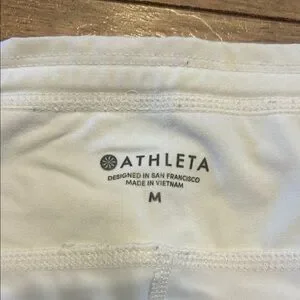 ATHLETA
DESIGNED IN SAN FRANCISCO
MADE IN VIETNAM
M